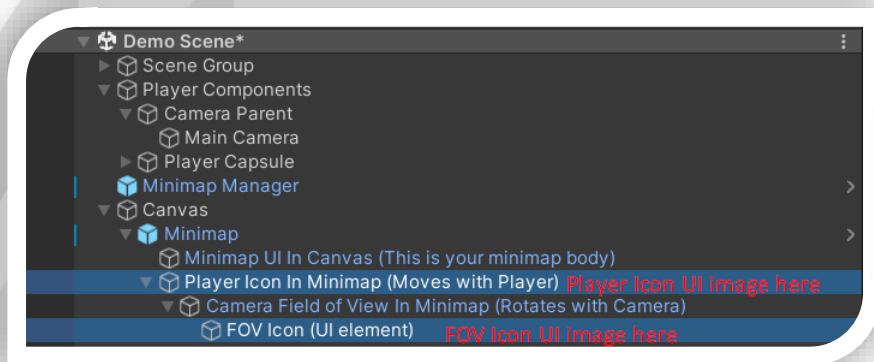 Demo Scene*
Scene Group
Player Components
Camera Parent
Main Camera
Player Capsule
Minimap Manager
Canvas
Minimap
Minimap UI In Canvas (This is your minimap body)
Player Icon In Minimap (Moves with Player) Player Icon UI image here
Camera Field of View In Minimap (Rotates with Camera)
FOV Icon (UI element) FOV Icon UI image here